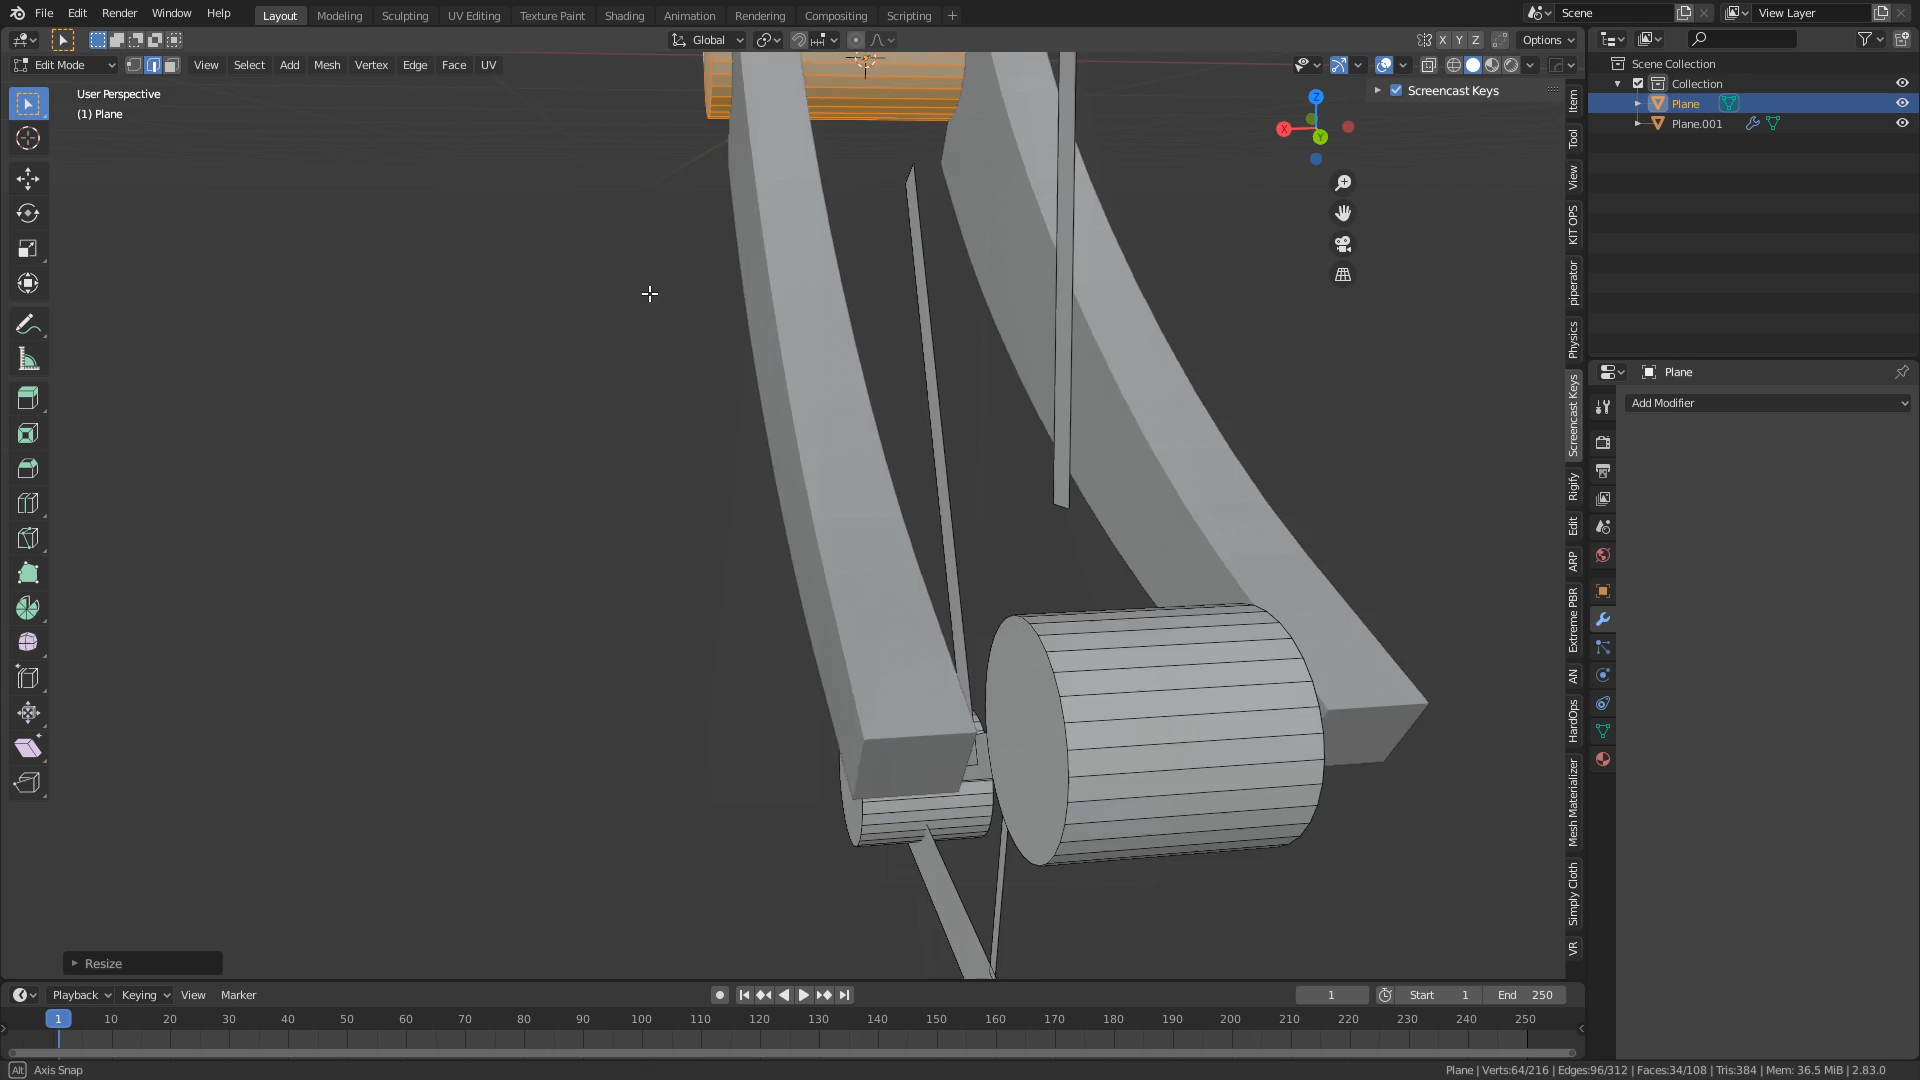 File Edit Render Window Help Layout Modeling Sculpting UV Editing Texture Paint Shading Animation Rendering Compositing Scripting + Scene View Layer
Global X Y Z Options
Edit Mode View Select Add Mesh Vertex Edge Face UV
User Perspective
(1) Plane
Screencast Keys
Z
X
Y
Scene Collection
Collection
Plane
Plane.001
Plane
Add Modifier
Item
Tool
View
KIT OPS
piperator
Physics
Screencast Keys
Rigify
Edit
ARP
Extreme PBR
AN
HardOps
Mesh Materializer
Simply Cloth
VR
Resize
Playback Keying View Marker 1 Start 1 End 250
1 10 20 30 40 50 60 70 80 90 100 110 120 130 140 150 160 170 180 190 200 210 220 230 240 250
Alt Axis Snap Plane | Verts:64/216 | Edges:96/312 | Faces:34/108 | Tris:384 | Mem: 36.5 MiB | 2.83.0